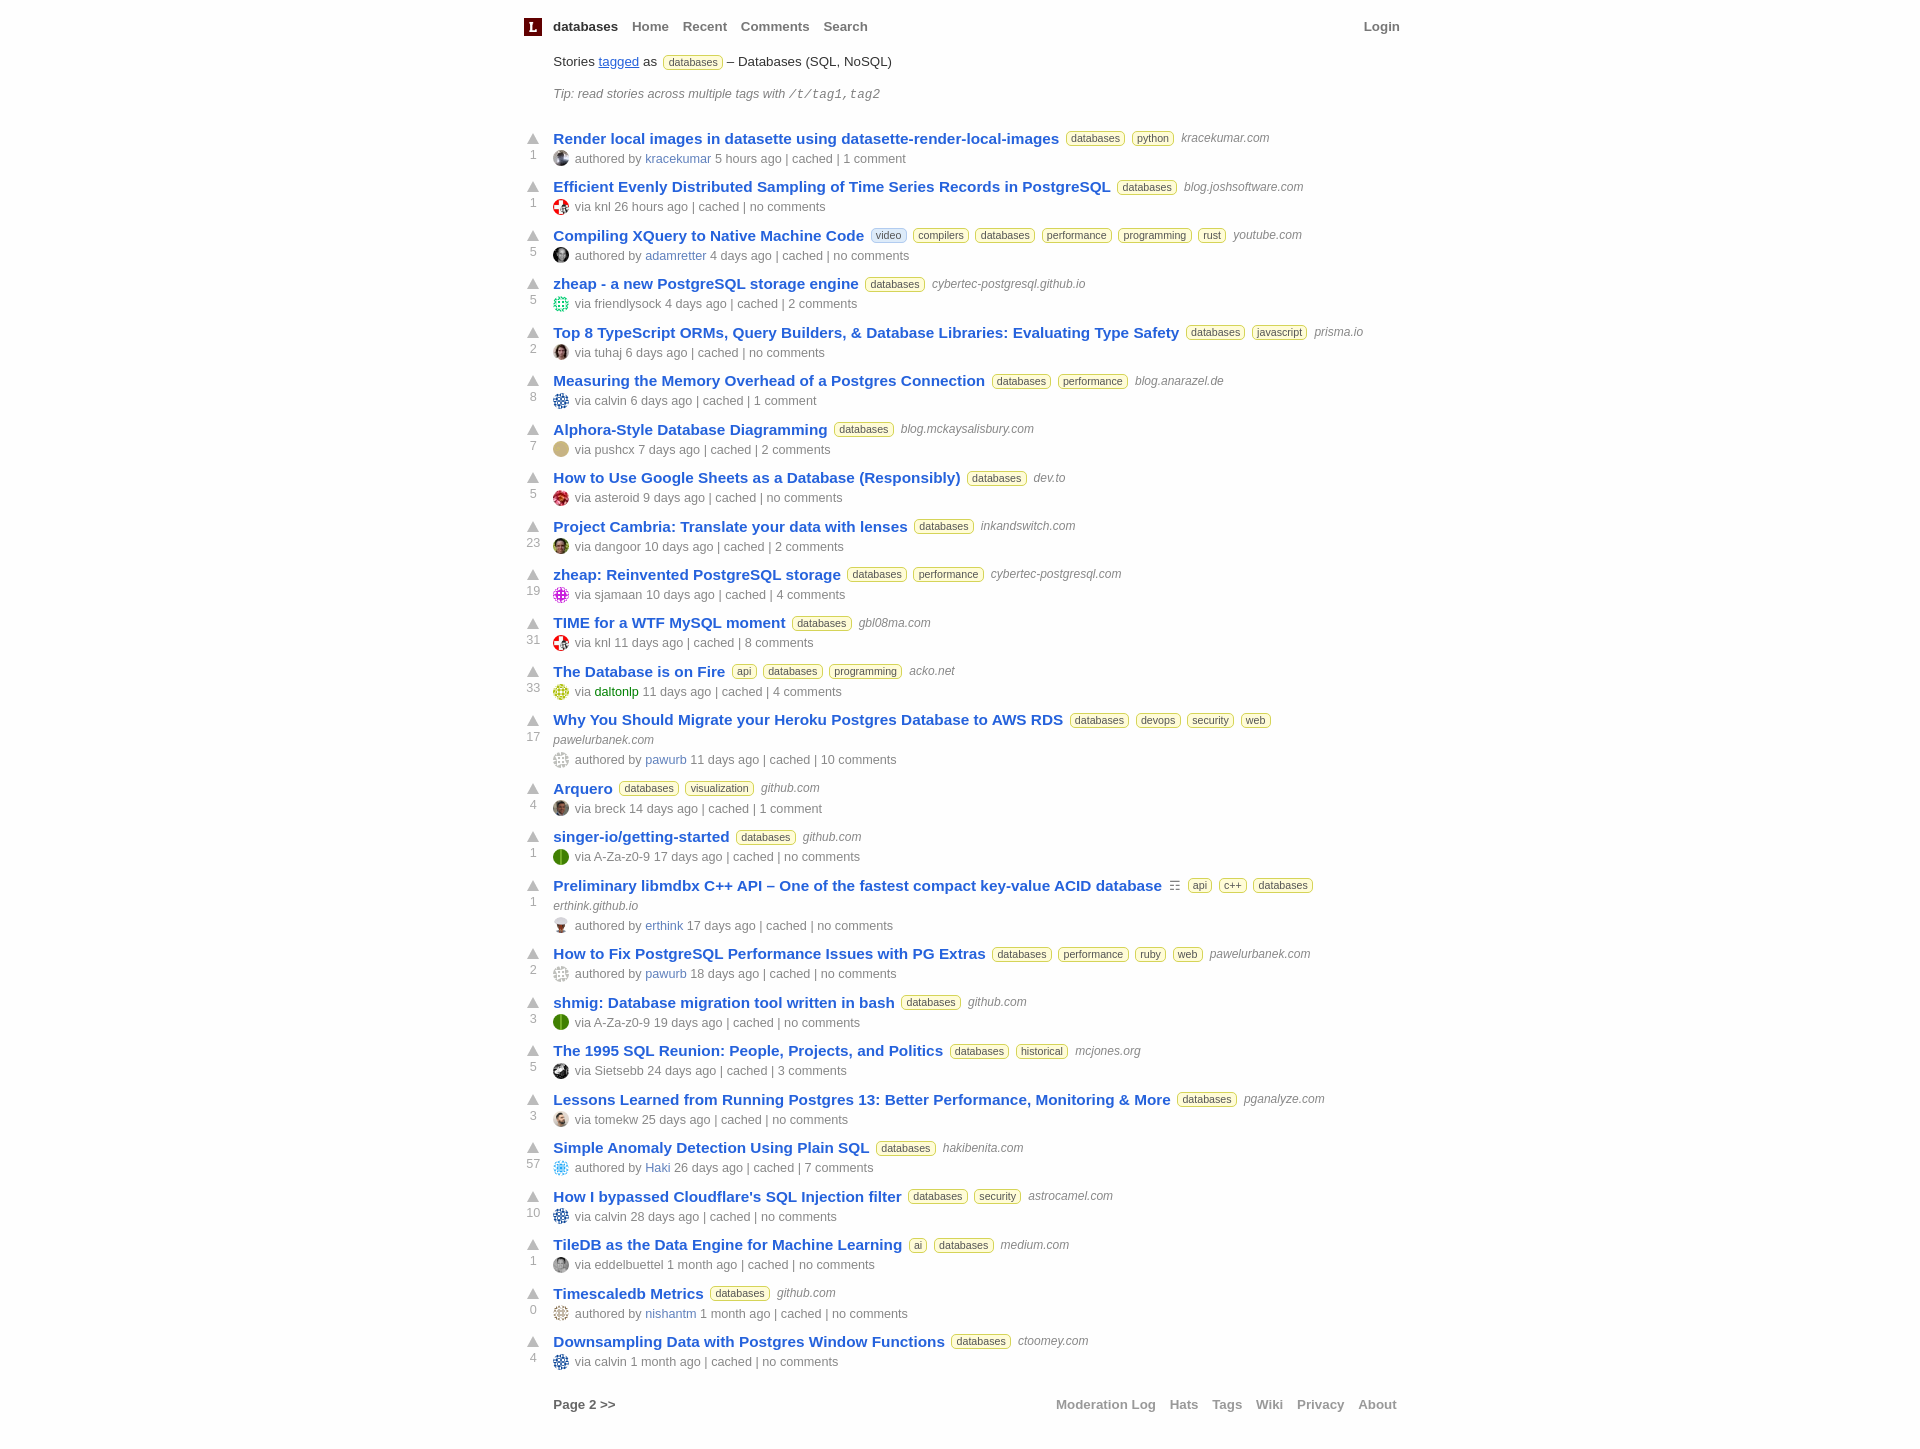 L databases Home Recent Comments Search Login
Stories tagged as databases – Databases (SQL, NoSQL)
Tip: read stories across multiple tags with /t/tag1,tag2
Render local images in datasette using datasette-render-local-images databases python kracekumar.com
1 authored by kracekumar 5 hours ago | cached | 1 comment
Efficient Evenly Distributed Sampling of Time Series Records in PostgreSQL databases blog.joshsoftware.com
1 via knl 26 hours ago | cached | no comments
Compiling XQuery to Native Machine Code video compilers databases performance programming rust youtube.com
5 authored by adamretter 4 days ago | cached | no comments
zheap - a new PostgreSQL storage engine databases cybertec-postgresql.github.io
5 via friendlysock 4 days ago | cached | 2 comments
Top 8 TypeScript ORMs, Query Builders, & Database Libraries: Evaluating Type Safety databases javascript prisma.io
2 via tuhaj 6 days ago | cached | no comments
Measuring the Memory Overhead of a Postgres Connection databases performance blog.anarazel.de
8 via calvin 6 days ago | cached | 1 comment
Alphora-Style Database Diagramming databases blog.mckaysalisbury.com
7 via pushcx 7 days ago | cached | 2 comments
How to Use Google Sheets as a Database (Responsibly) databases dev.to
5 via asteroid 9 days ago | cached | no comments
Project Cambria: Translate your data with lenses databases inkandswitch.com
23 via dangoor 10 days ago | cached | 2 comments
zheap: Reinvented PostgreSQL storage databases performance cybertec-postgresql.com
19 via sjamaan 10 days ago | cached | 4 comments
TIME for a WTF MySQL moment databases gbl08ma.com
31 via knl 11 days ago | cached | 8 comments
The Database is on Fire api databases programming acko.net
33 via daltonlp 11 days ago | cached | 4 comments
Why You Should Migrate your Heroku Postgres Database to AWS RDS databases devops security web
17 pawelurbanek.com
authored by pawurb 11 days ago | cached | 10 comments
Arquero databases visualization github.com
4 via breck 14 days ago | cached | 1 comment
singer-io/getting-started databases github.com
1 via A-Za-z0-9 17 days ago | cached | no comments
Preliminary libmdbx C++ API – One of the fastest compact key-value ACID database ☶ api c++ databases
1 erthink.github.io
authored by erthink 17 days ago | cached | no comments
How to Fix PostgreSQL Performance Issues with PG Extras databases performance ruby web pawelurbanek.com
2 authored by pawurb 18 days ago | cached | no comments
shmig: Database migration tool written in bash databases github.com
3 via A-Za-z0-9 19 days ago | cached | no comments
The 1995 SQL Reunion: People, Projects, and Politics databases historical mcjones.org
5 via Sietsebb 24 days ago | cached | 3 comments
Lessons Learned from Running Postgres 13: Better Performance, Monitoring & More databases pganalyze.com
3 via tomekw 25 days ago | cached | no comments
Simple Anomaly Detection Using Plain SQL databases hakibenita.com
57 authored by Haki 26 days ago | cached | 7 comments
How I bypassed Cloudflare's SQL Injection filter databases security astrocamel.com
10 via calvin 28 days ago | cached | no comments
TileDB as the Data Engine for Machine Learning ai databases medium.com
1 via eddelbuettel 1 month ago | cached | no comments
Timescaledb Metrics databases github.com
0 authored by nishantm 1 month ago | cached | no comments
Downsampling Data with Postgres Window Functions databases ctoomey.com
4 via calvin 1 month ago | cached | no comments
Page 2 >> Moderation Log Hats Tags Wiki Privacy About